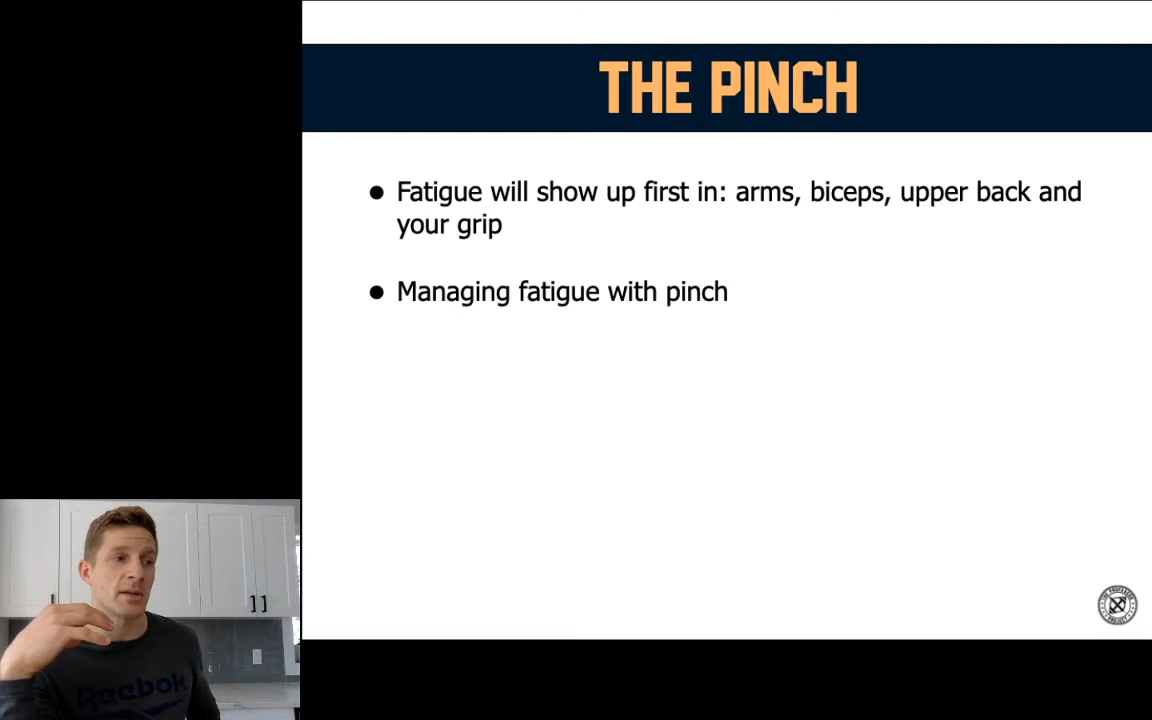 THE PINCH
● Fatigue will show up first in: arms, biceps, upper back and
your grip
● Managing fatigue with pinch
Reebok